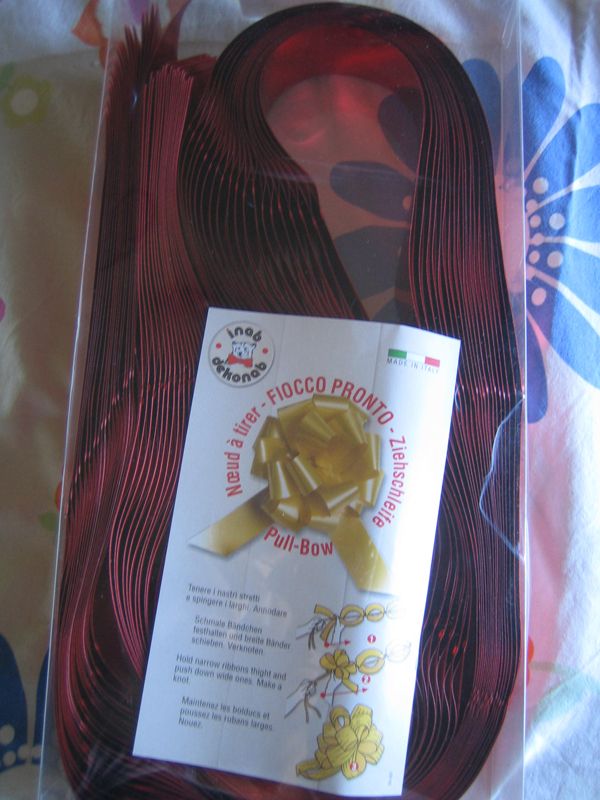 inab
dekonab
MADE IN ITALY
Nœud à tirer - FIOCCO PRONTO - Ziehschleife
Pull-Bow
Tenere i nastri stretti
e spingere i larghi. Annodare
Schmale Bändchen
festhalten und breite Bänder
schieben. Verknoten.
Hold narrow ribbons thight and
push down wide ones. Make a
knot.
Maintenez les bolducs et
poussez les rubans larges.
Nouez.